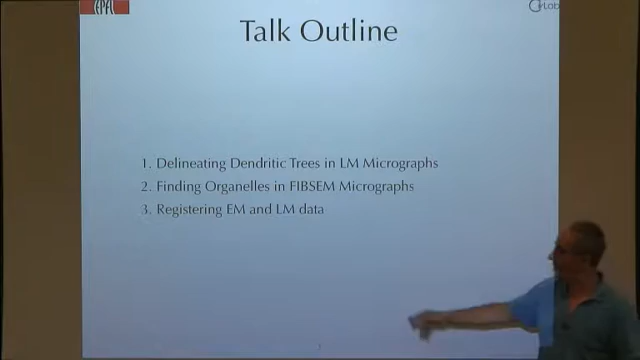 EPFL
CVLab
Talk Outline
1. Delineating Dendritic Trees in LM Micrographs
2. Finding Organelles in FIBSEM Micrographs
3. Registering EM and LM data